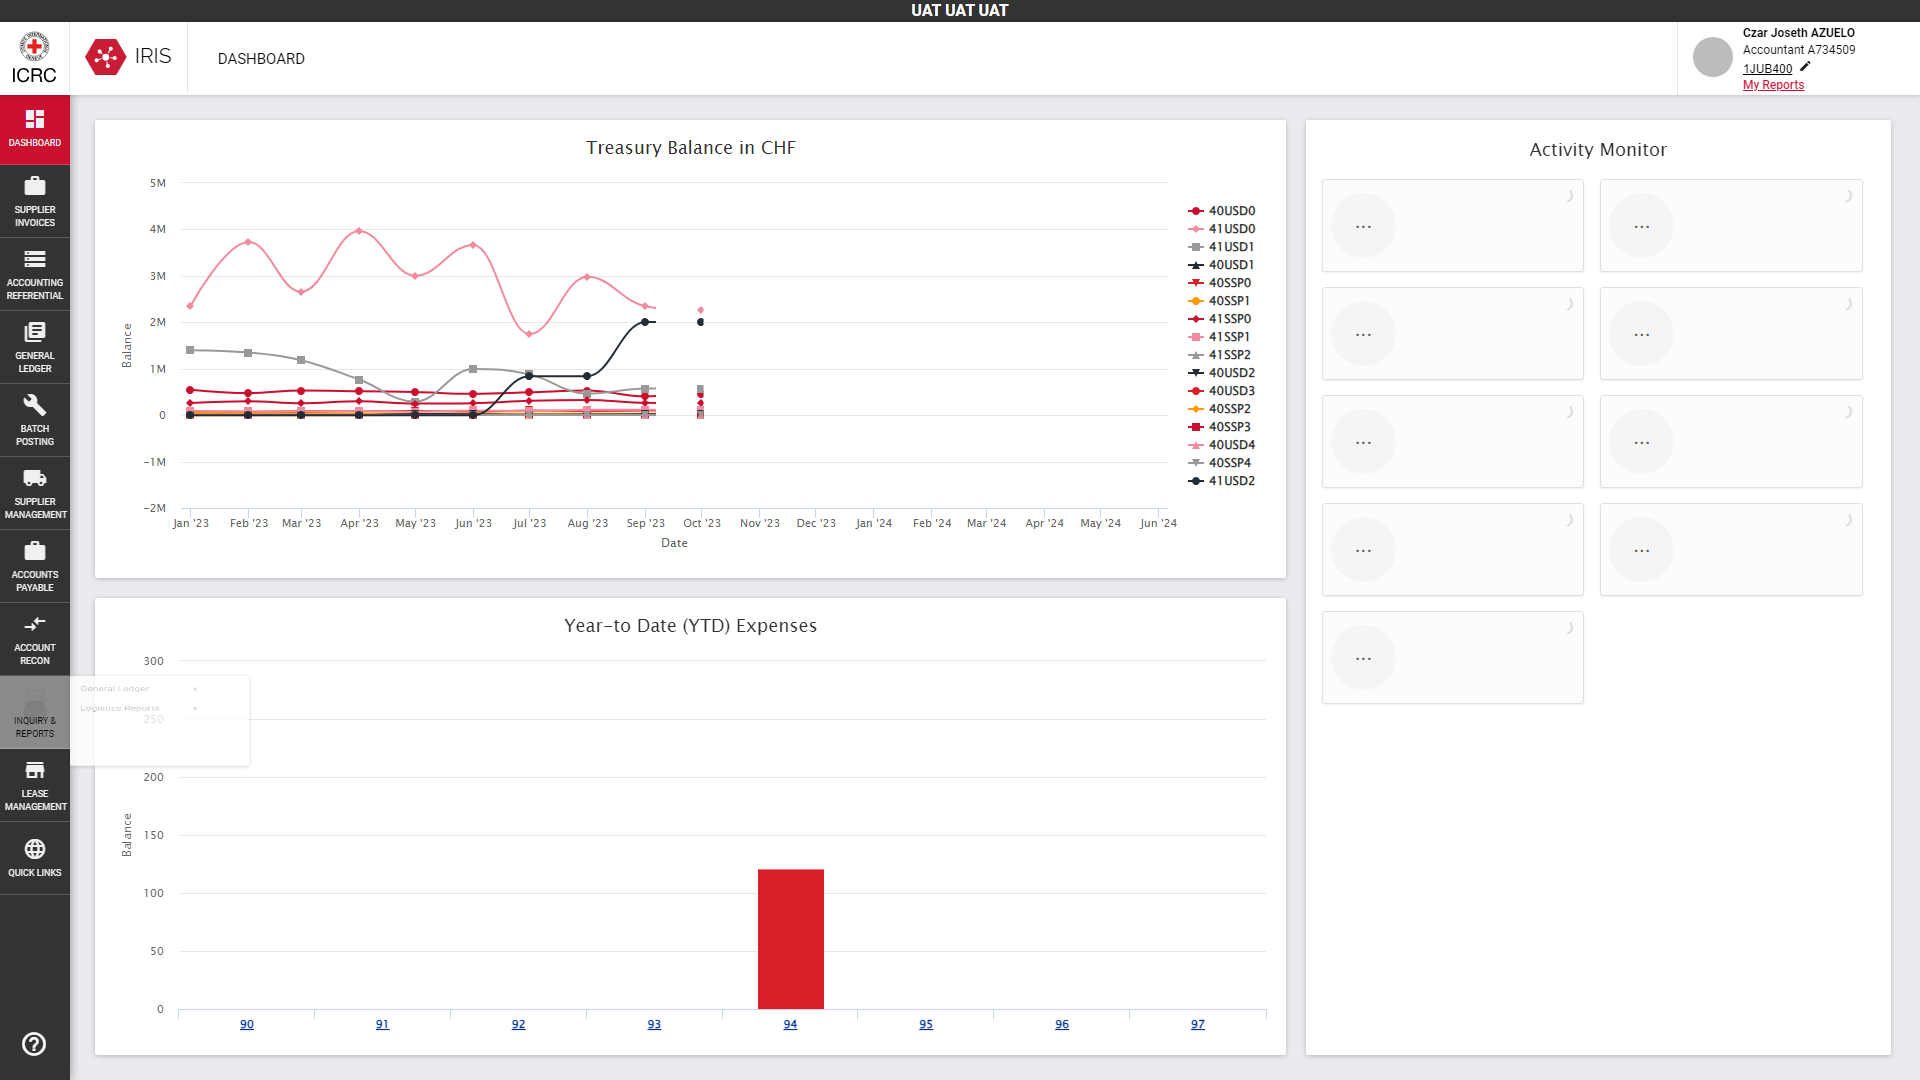 UAT UAT UAT
ICRC
IRIS
DASHBOARD
Czar Joseth AZUELO
Accountant A734509
1JUB400
My Reports
DASHBOARD
SUPPLIER
INVOICES
ACCOUNTING
REFERENTIAL
GENERAL
LEDGER
BATCH
POSTING
SUPPLIER
MANAGEMENT
ACCOUNTS
PAYABLE
ACCOUNT
RECON
INQUIRY &
REPORTS
LEASE
MANAGEMENT
QUICK LINKS
General Ledger
Logistics Reports
Treasury Balance in CHF
Balance
5M
4M
3M
2M
1M
0
-1M
-2M
Jan '23 Feb '23 Mar '23 Apr '23 May '23 Jun '23 Jul '23 Aug '23 Sep '23 Oct '23 Nov '23 Dec '23 Jan '24 Feb '24 Mar '24 Apr '24 May '24 Jun '24
Date
40USD0
41USD0
41USD1
40USD1
40SSP0
40SSP1
41SSP0
41SSP1
41SSP2
40USD2
40USD3
40SSP2
40SSP3
40USD4
40SSP4
41USD2
Year-to Date (YTD) Expenses
Balance
300
250
200
150
100
50
0
90 91 92 93 94 95 96 97
Activity Monitor
... ...
... ...
... ...
... ...
...